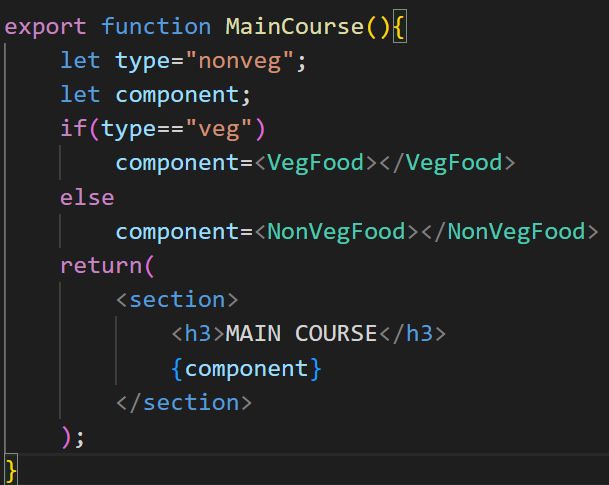 export function MainCourse(){
    let type="nonveg";
    let component;
    if(type=="veg")
        component=<VegFood></VegFood>
    else
        component=<NonVegFood></NonVegFood>
    return(
        <section>
            <h3>MAIN COURSE</h3>
            {component}
        </section>
    );
}